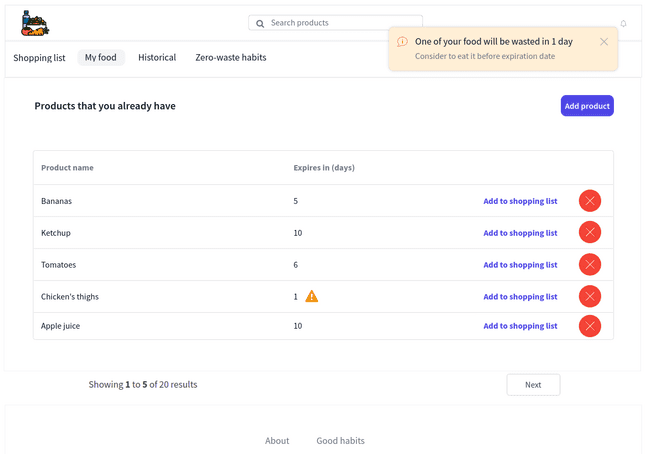 Search products
One of your food will be wasted in 1 day
Consider to eat it before expiration date
Shopping list My food Historical Zero-waste habits
Products that you already have
Add product
Product name Expires in (days)
Bananas 5 Add to shopping list
Ketchup 10 Add to shopping list
Tomatoes 6 Add to shopping list
Chicken's thighs 1 Add to shopping list
Apple juice 10 Add to shopping list
Showing 1 to 5 of 20 results
Next
About Good habits